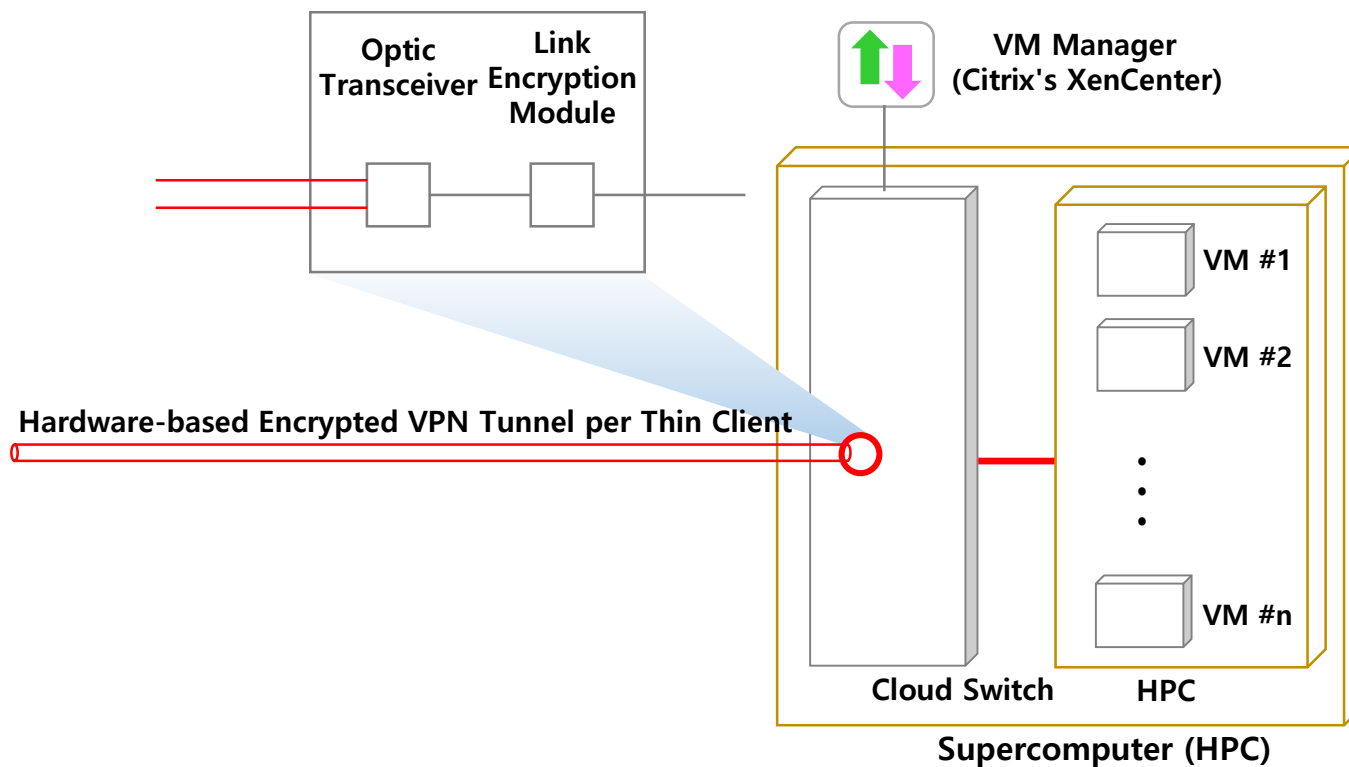 Optic
Transceiver
Link
Encryption
Module
VM Manager
(Citrix's XenCenter)
VM #1
VM #2
Hardware-based Encrypted VPN Tunnel per Thin Client
VM #n
Cloud Switch
HPC
Supercomputer (HPC)